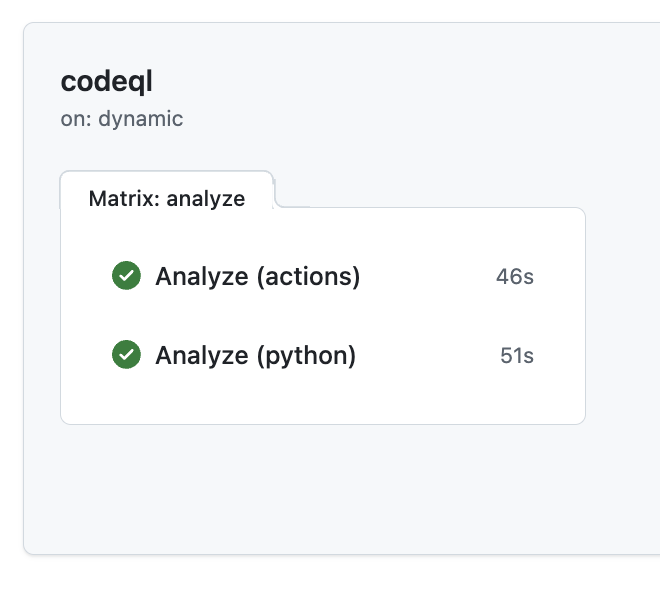 codeql
on: dynamic
Matrix: analyze
Analyze (actions) 46s
Analyze (python) 51s